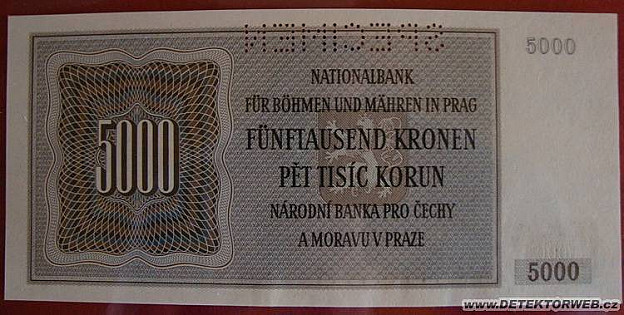 SPECIMEN
5000
NATIONALBANK
FÜR BÖHMEN UND MÄHREN IN PRAG
FÜNFTAUSEND KRONEN
5000
PĚT TISÍC KORUN
NÁRODNÍ BANKA PRO ČECHY
A MORAVU V PRAZE
5000
www.DETEKTORWEB.cz